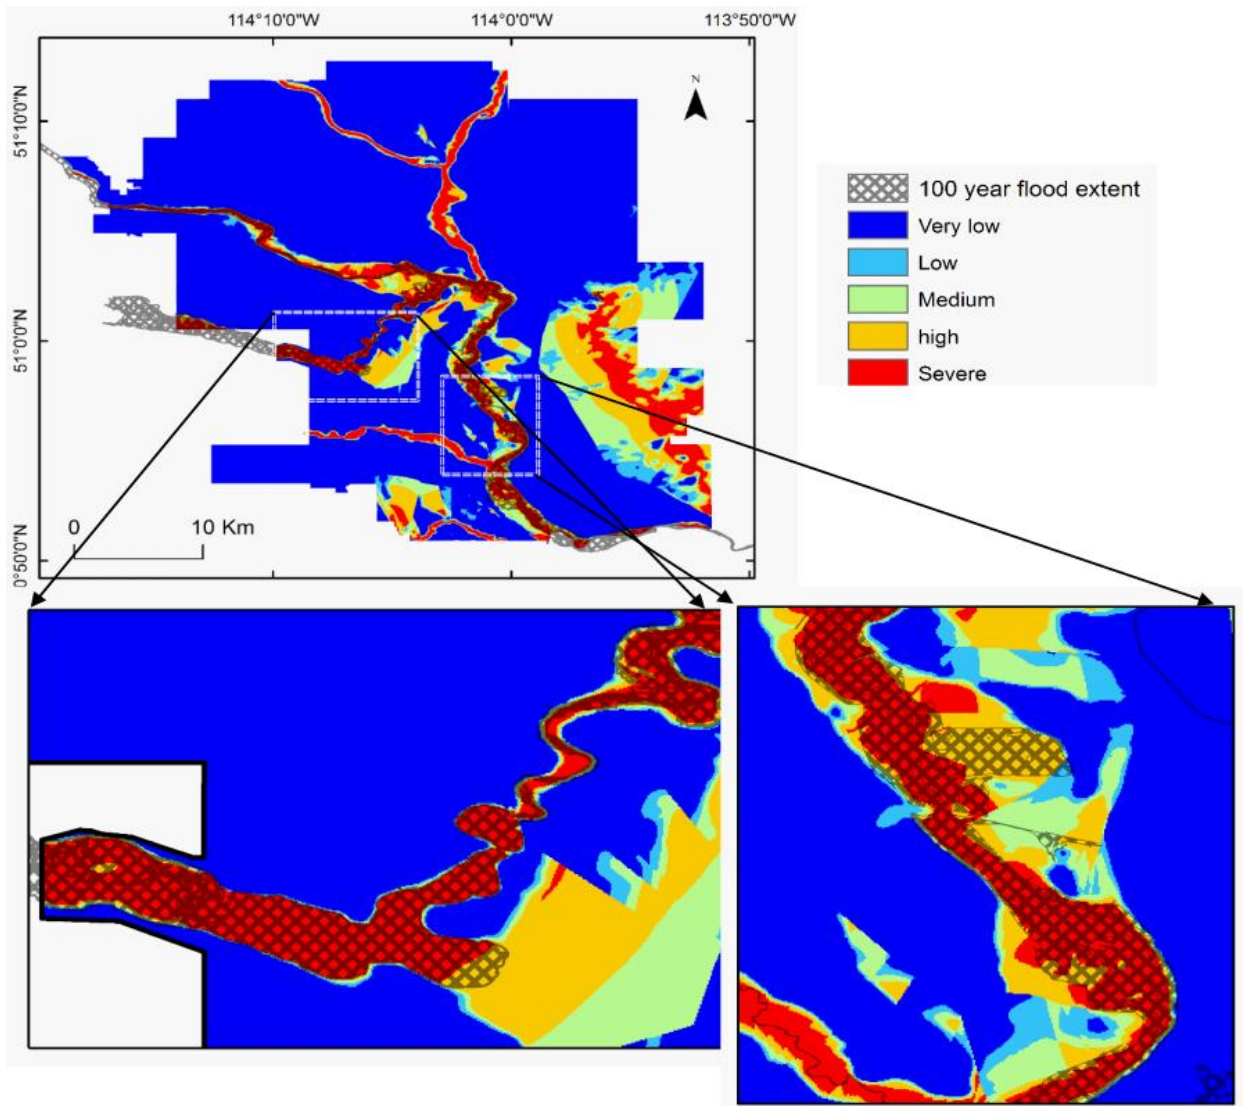 114°10'0"W 114°0'0"W 113°50'0"W
N
51°10'0"N
51°0'0"N
0°50'0"N
0 10 Km
100 year flood extent
Very low
Low
Medium
high
Severe